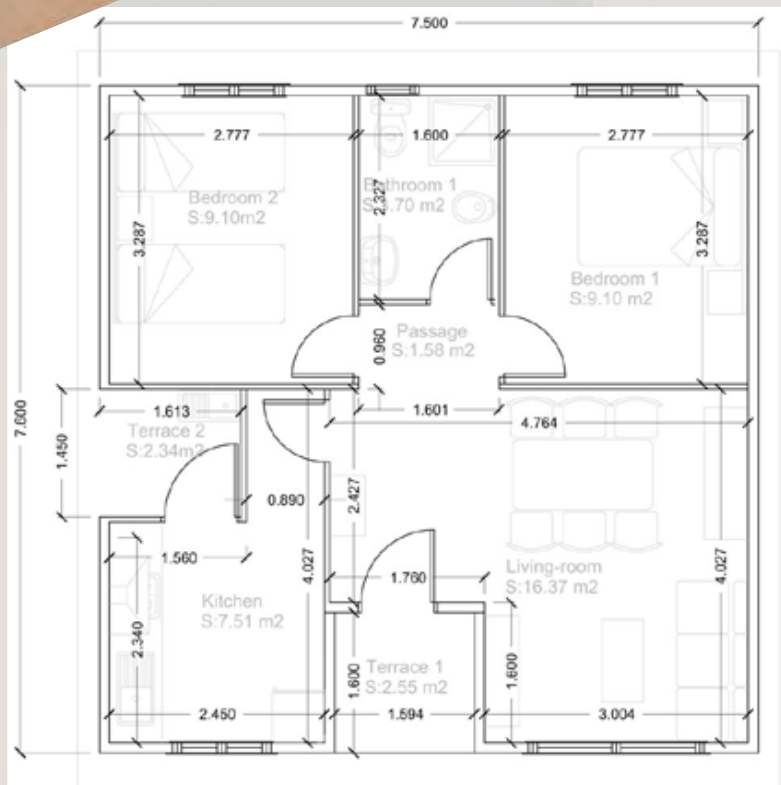 7.500
2.777
1.600
2.777
Bedroom 2
S:9.10m2
Bathroom 1
S:3.70 m2
2.327
3.287
3.287
Bedroom 1
S:9.10 m2
Passage
S:1.58 m2
0.960
7.600
1.613
1.601
4.764
Terrace 2
S:2.34m2
1.450
0.890
2.427
1.560
4.027
1.760
Living-room
S:16.37 m2
4.027
Kitchen
S:7.51 m2
2.340
Terrace 1
S:2.55 m2
1.600
1.600
2.450
1.594
3.004